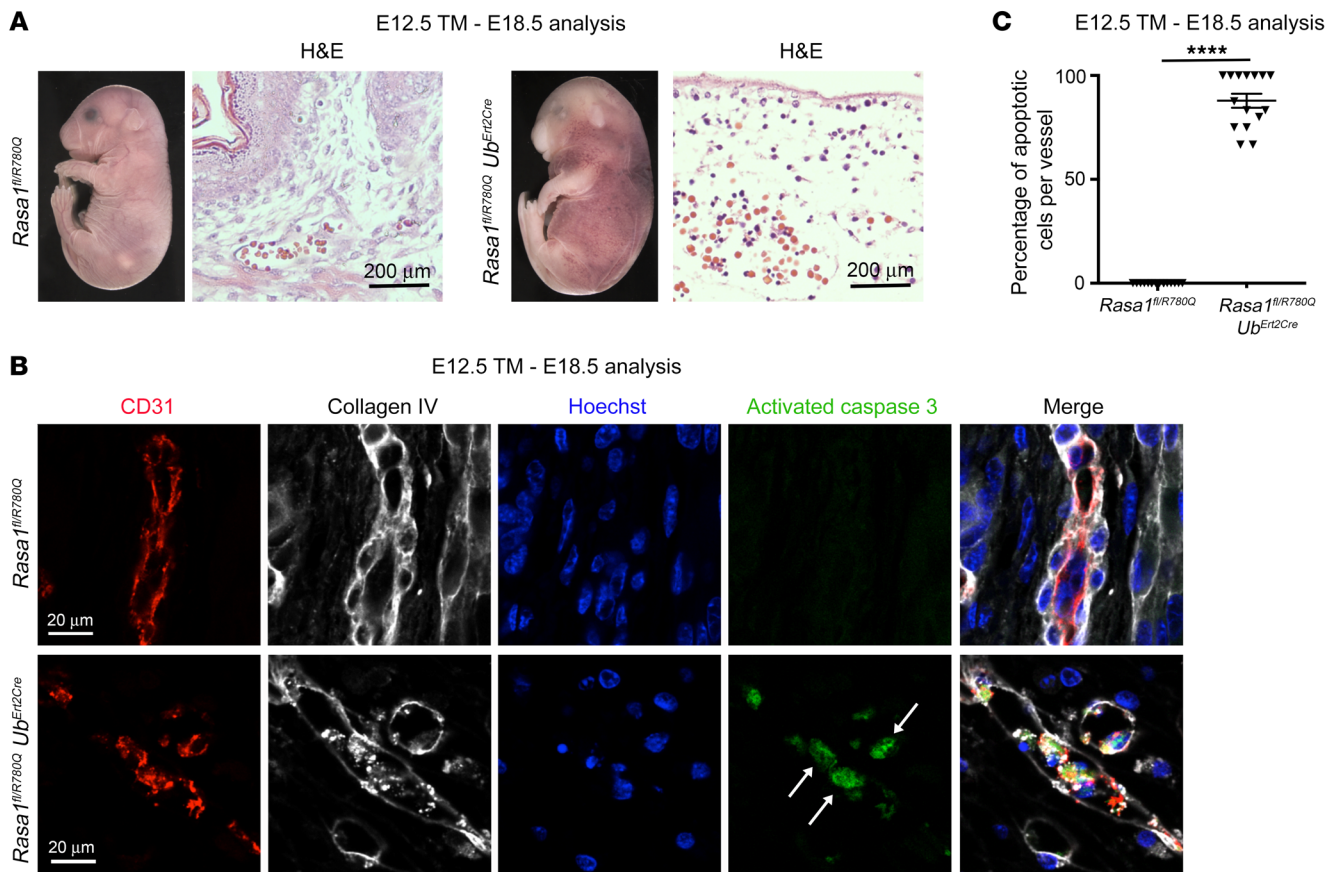 A
E12.5 TM - E18.5 analysis
H&E
H&E
Rasa1fl/R780Q
200 μm
Rasa1fl/R780Q UbErt2Cre
200 μm
C
E12.5 TM - E18.5 analysis
****
Percentage of apoptotic
cells per vessel
100
50
0
Rasa1fl/R780Q
Rasa1fl/R780Q
UbErt2Cre
B
E12.5 TM - E18.5 analysis
CD31
Collagen IV
Hoechst
Activated caspase 3
Merge
Rasa1fl/R780Q
20 μm
Rasa1fl/R780Q UbErt2Cre
20 μm